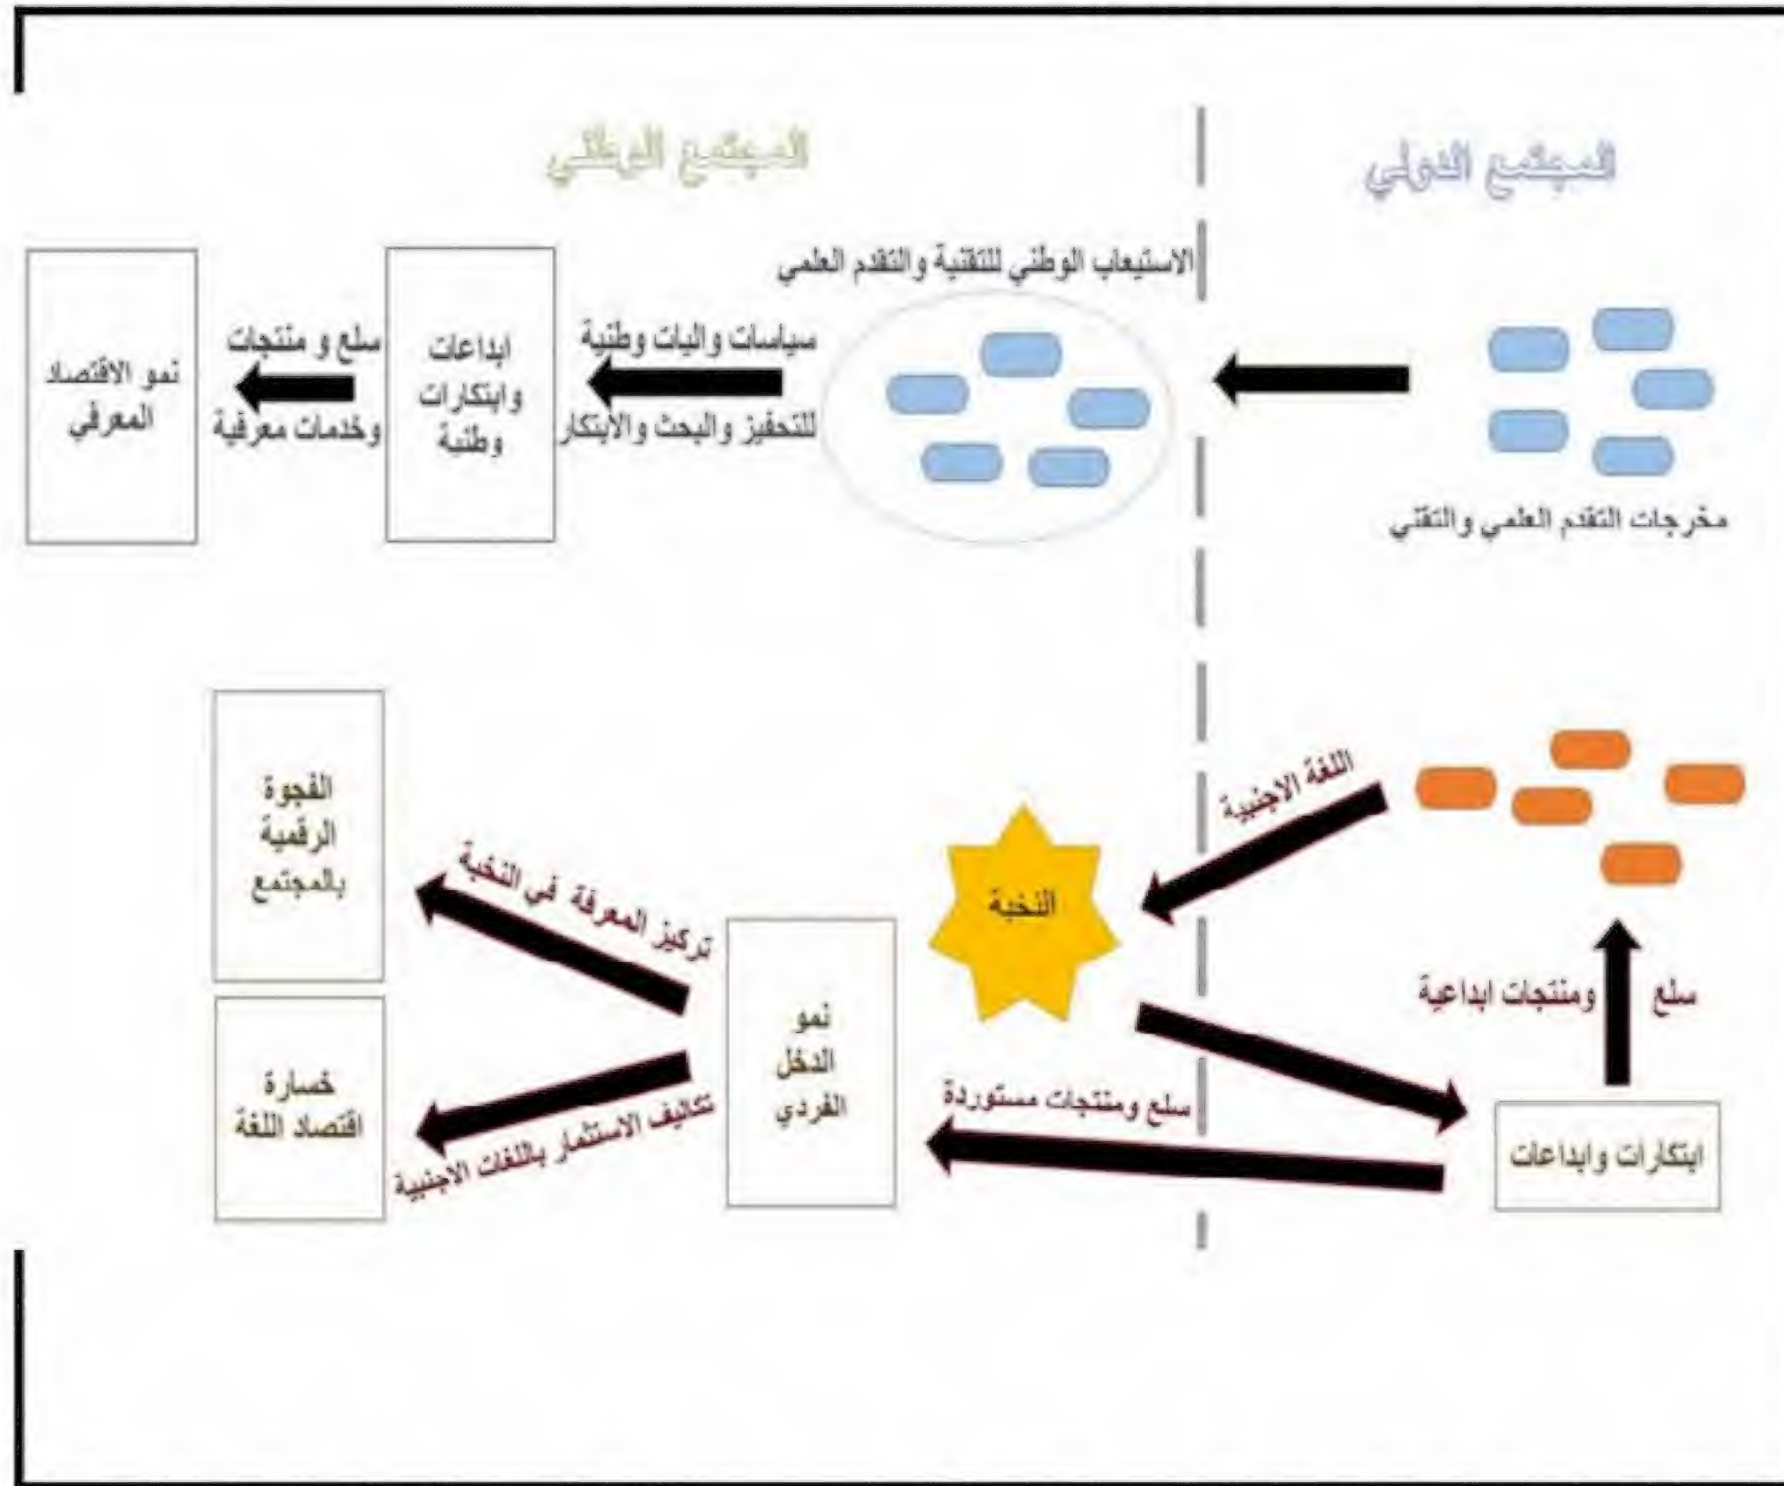 المجتمع الدولي
المجتمع الوطني
الاستيعاب الوطني للتقنية والتقدم العلمي
مخرجات التقدم العلمي والتقني
سياسات واليات وطنية
للتحفيز والبحث والابتكار
ابداعات
وابتكارات
وطنية
سلع و منتجات
وخدمات معرفية
نمو الاقتصاد
المعرفي
اللغة الاجنبية
النخبة
سلع ومنتجات ابداعية
ابتكارات وابداعات
سلع ومنتجات مستوردة
نمو
الدخل
الفردي
تركيز المعرفة في النخبة
تكاليف الاستثمار باللغات الاجنبية
الفجوة
الرقمية
بالمجتمع
خسارة
اقتصاد اللغة